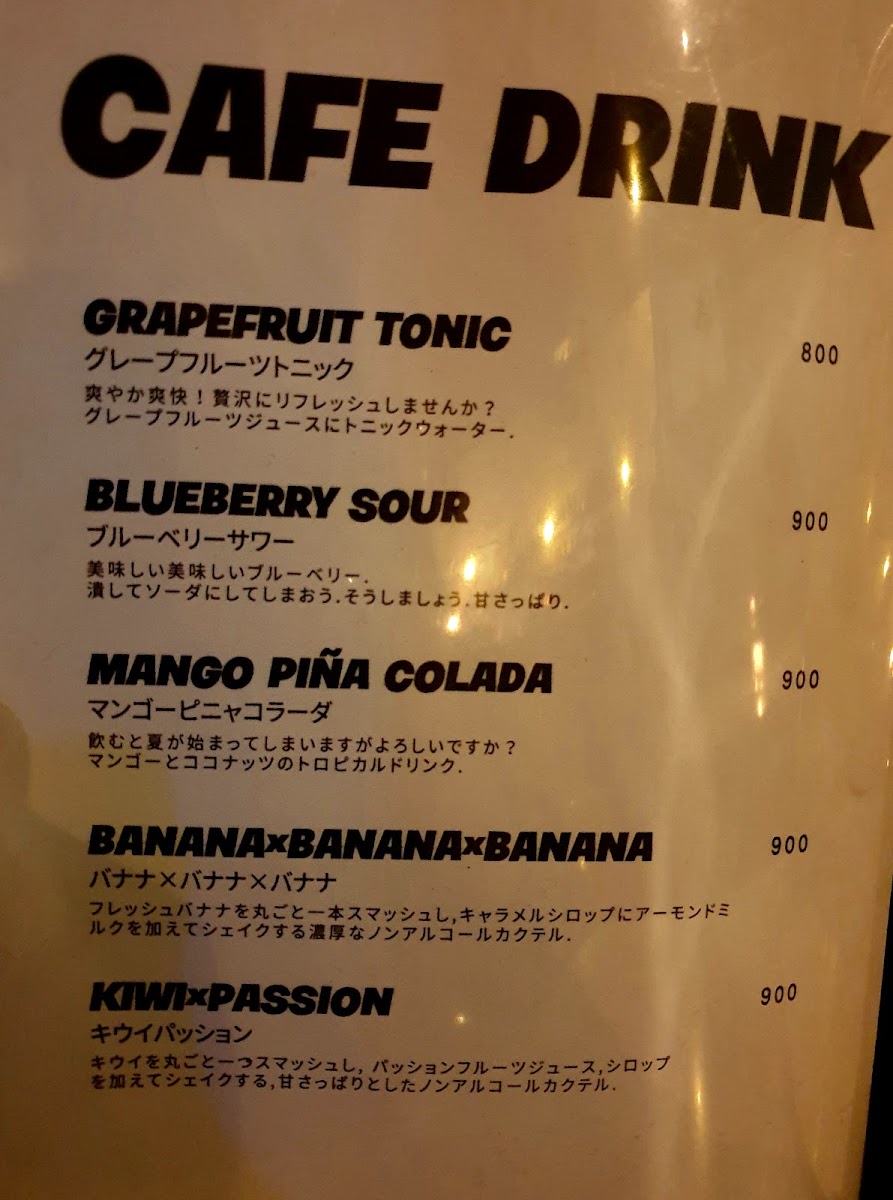 CAFE DRINK
GRAPEFRUIT TONIC
800
グレープフルーツトニック
爽やか爽快！贅沢にリフレッシュしませんか？
グレープフルーツジュースにトニックウォーター.
BLUEBERRY SOUR
900
ブルーベリーサワー
美味しい美味しいブルーベリー.
潰してソーダにしてしまおう.そうしましょう.甘さっぱり.
MANGO PIÑA COLADA
900
マンゴーピニャコラーダ
飲むと夏が始まってしまいますがよろしいですか？
マンゴーとココナッツのトロピカルドリンク.
BANANA×BANANA×BANANA
900
バナナ×バナナ×バナナ
フレッシュバナナを丸ごと一本スマッシュし,キャラメルシロップにアーモンドミ
ルクを加えてシェイクする濃厚なノンアルコールカクテル.
KIWI×PASSION
900
キウイパッション
キウイを丸ごと一つスマッシュし, パッションフルーツジュース,シロップ
を加えてシェイクする,甘さっぱりとしたノンアルコールカクテル.